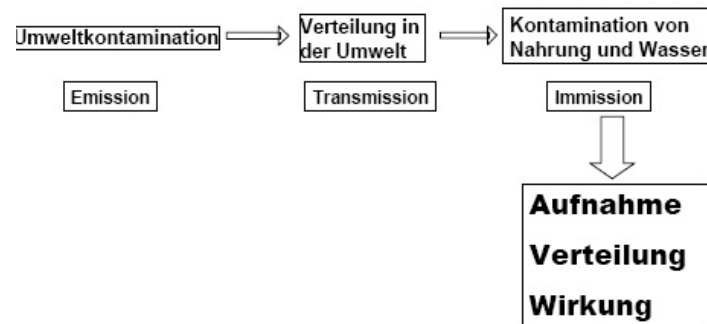 Umweltkontamination
Verteilung in
der Umwelt
Kontamination von
Nahrung und Wasser
Emission
Transmission
Immission
Aufnahme
Verteilung
Wirkung